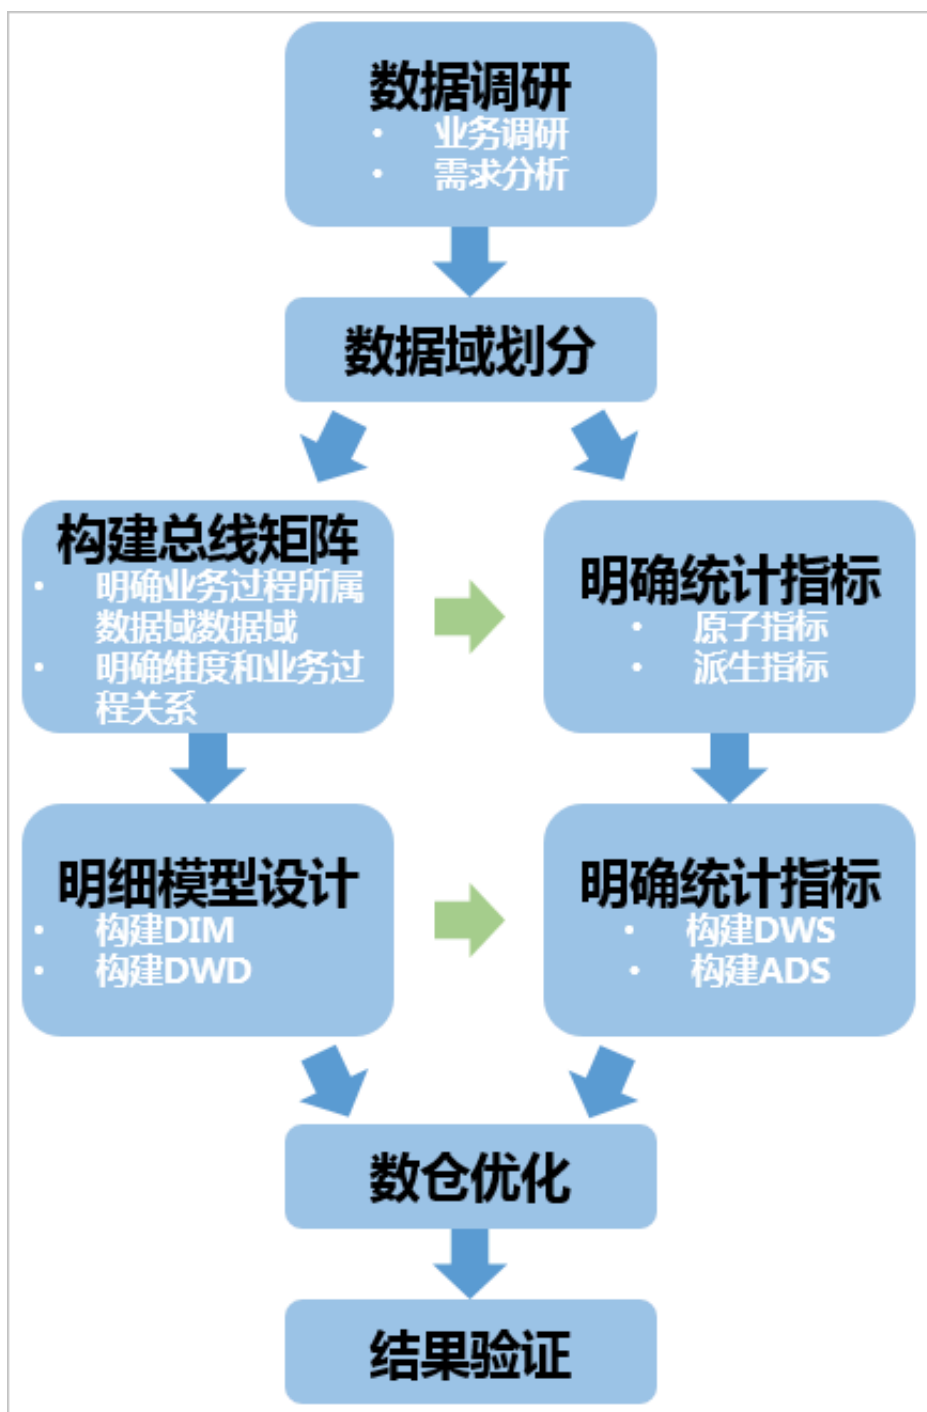 数据调研
• 业务调研
• 需求分析
数据域划分
构建总线矩阵
• 明确业务过程所属
数据域数据域
• 明确维度和业务过
程关系
明确统计指标
• 原子指标
• 派生指标
明细模型设计
• 构建DIM
• 构建DWD
明确统计指标
• 构建DWS
• 构建ADS
数仓优化
结果验证